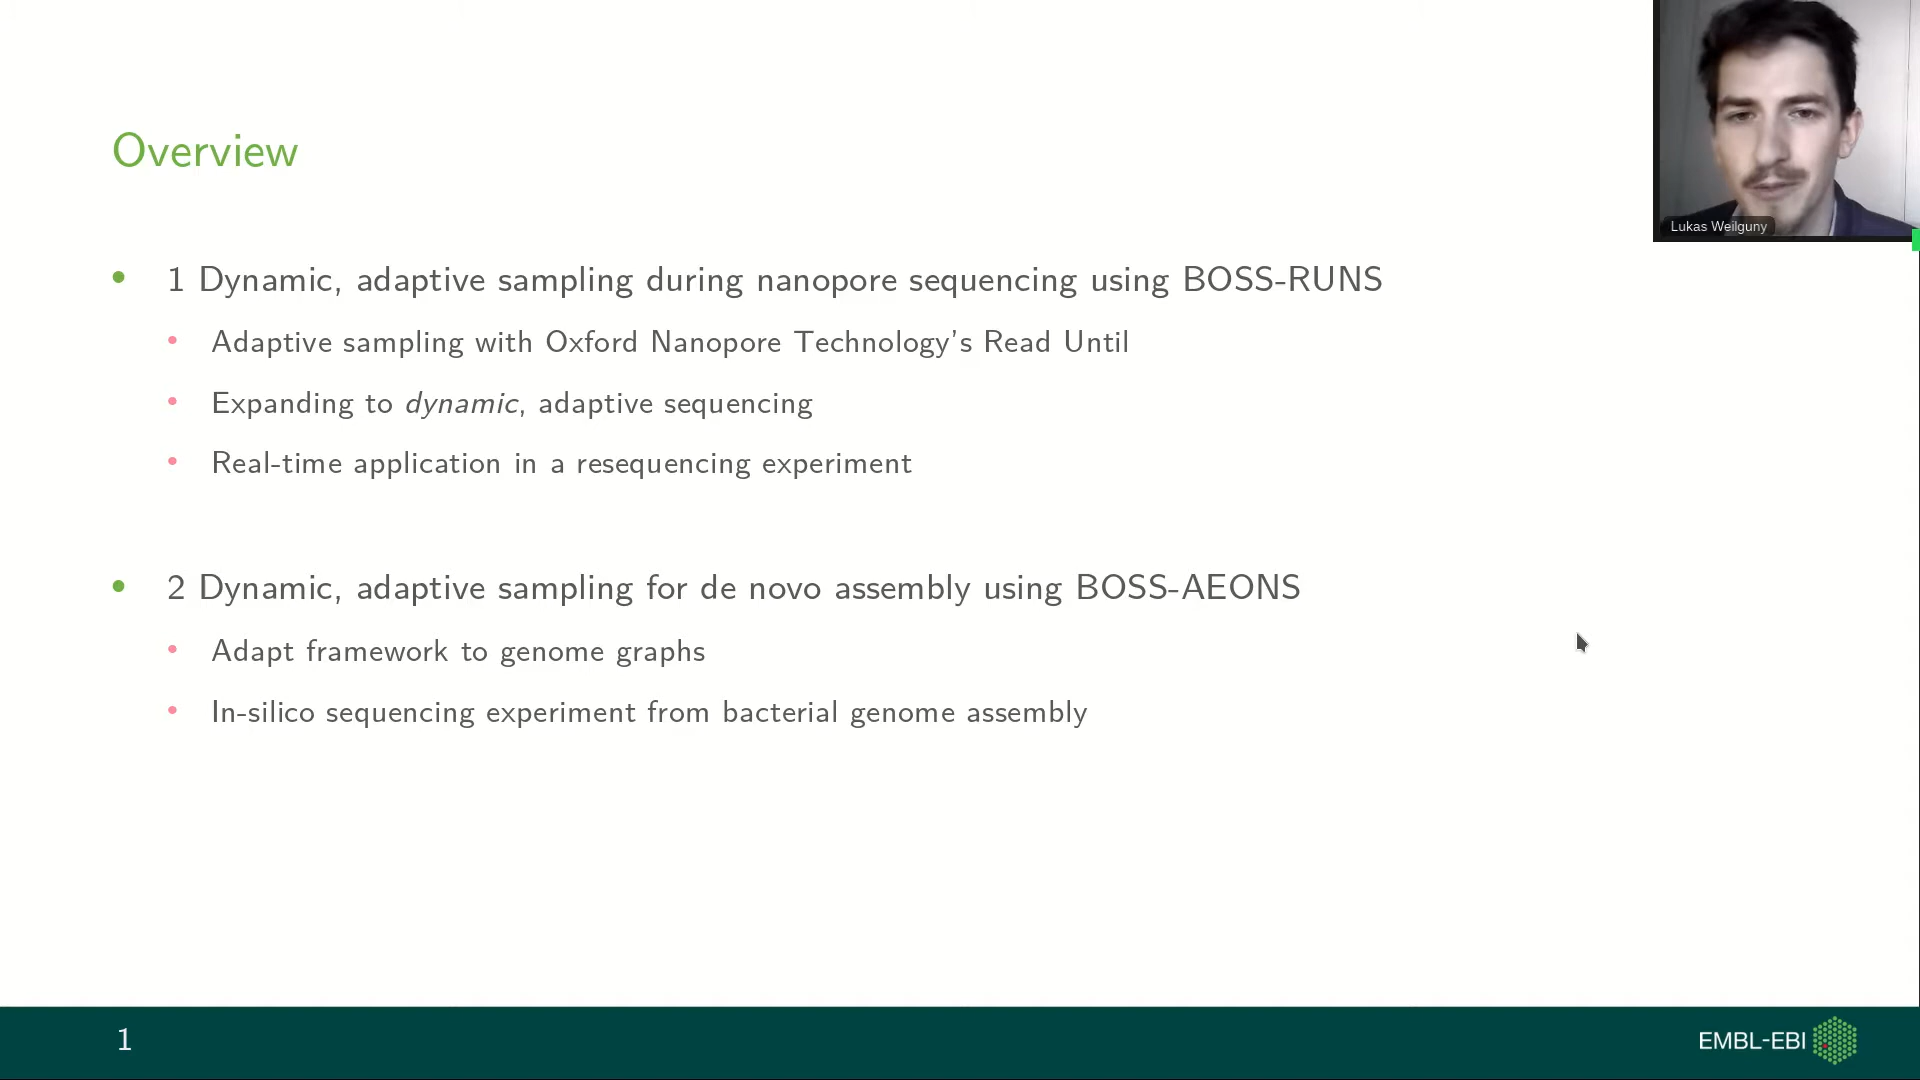 Overview
Lukas Weilguny
• 1 Dynamic, adaptive sampling during nanopore sequencing using BOSS-RUNS
• Adaptive sampling with Oxford Nanopore Technology’s Read Until
• Expanding to dynamic, adaptive sequencing
• Real-time application in a resequencing experiment
• 2 Dynamic, adaptive sampling for de novo assembly using BOSS-AEONS
• Adapt framework to genome graphs
• In-silico sequencing experiment from bacterial genome assembly
1
EMBL-EBI